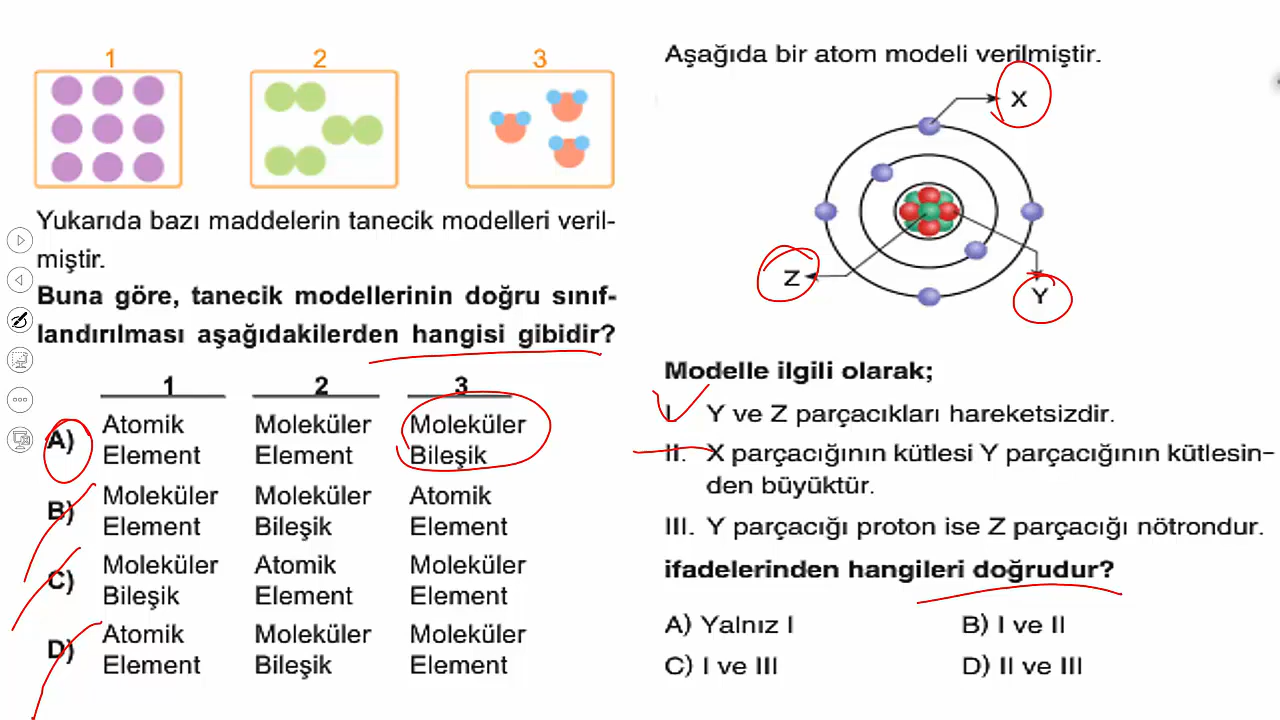 1 2 3
Yukarıda bazı maddelerin tanecik modelleri veril-
miştir.
Buna göre, tanecik modellerinin doğru sınıf-
landırılması aşağıdakilerden hangisi gibidir?
1 2 3
A) Atomik Moleküler Moleküler
Element Element Bileşik
B) Moleküler Moleküler Atomik
Element Bileşik Element
C) Moleküler Atomik Moleküler
Bileşik Element Element
D) Atomik Moleküler Moleküler
Element Bileşik Element
Aşağıda bir atom modeli verilmiştir.
X
Z
Y
Modelle ilgili olarak;
I. Y ve Z parçacıkları hareketsizdir.
II. X parçacığının kütlesi Y parçacığının kütlesin-
den büyüktür.
III. Y parçacığı proton ise Z parçacığı nötrondur.
ifadelerinden hangileri doğrudur?
A) Yalnız I B) I ve II
C) I ve III D) II ve III